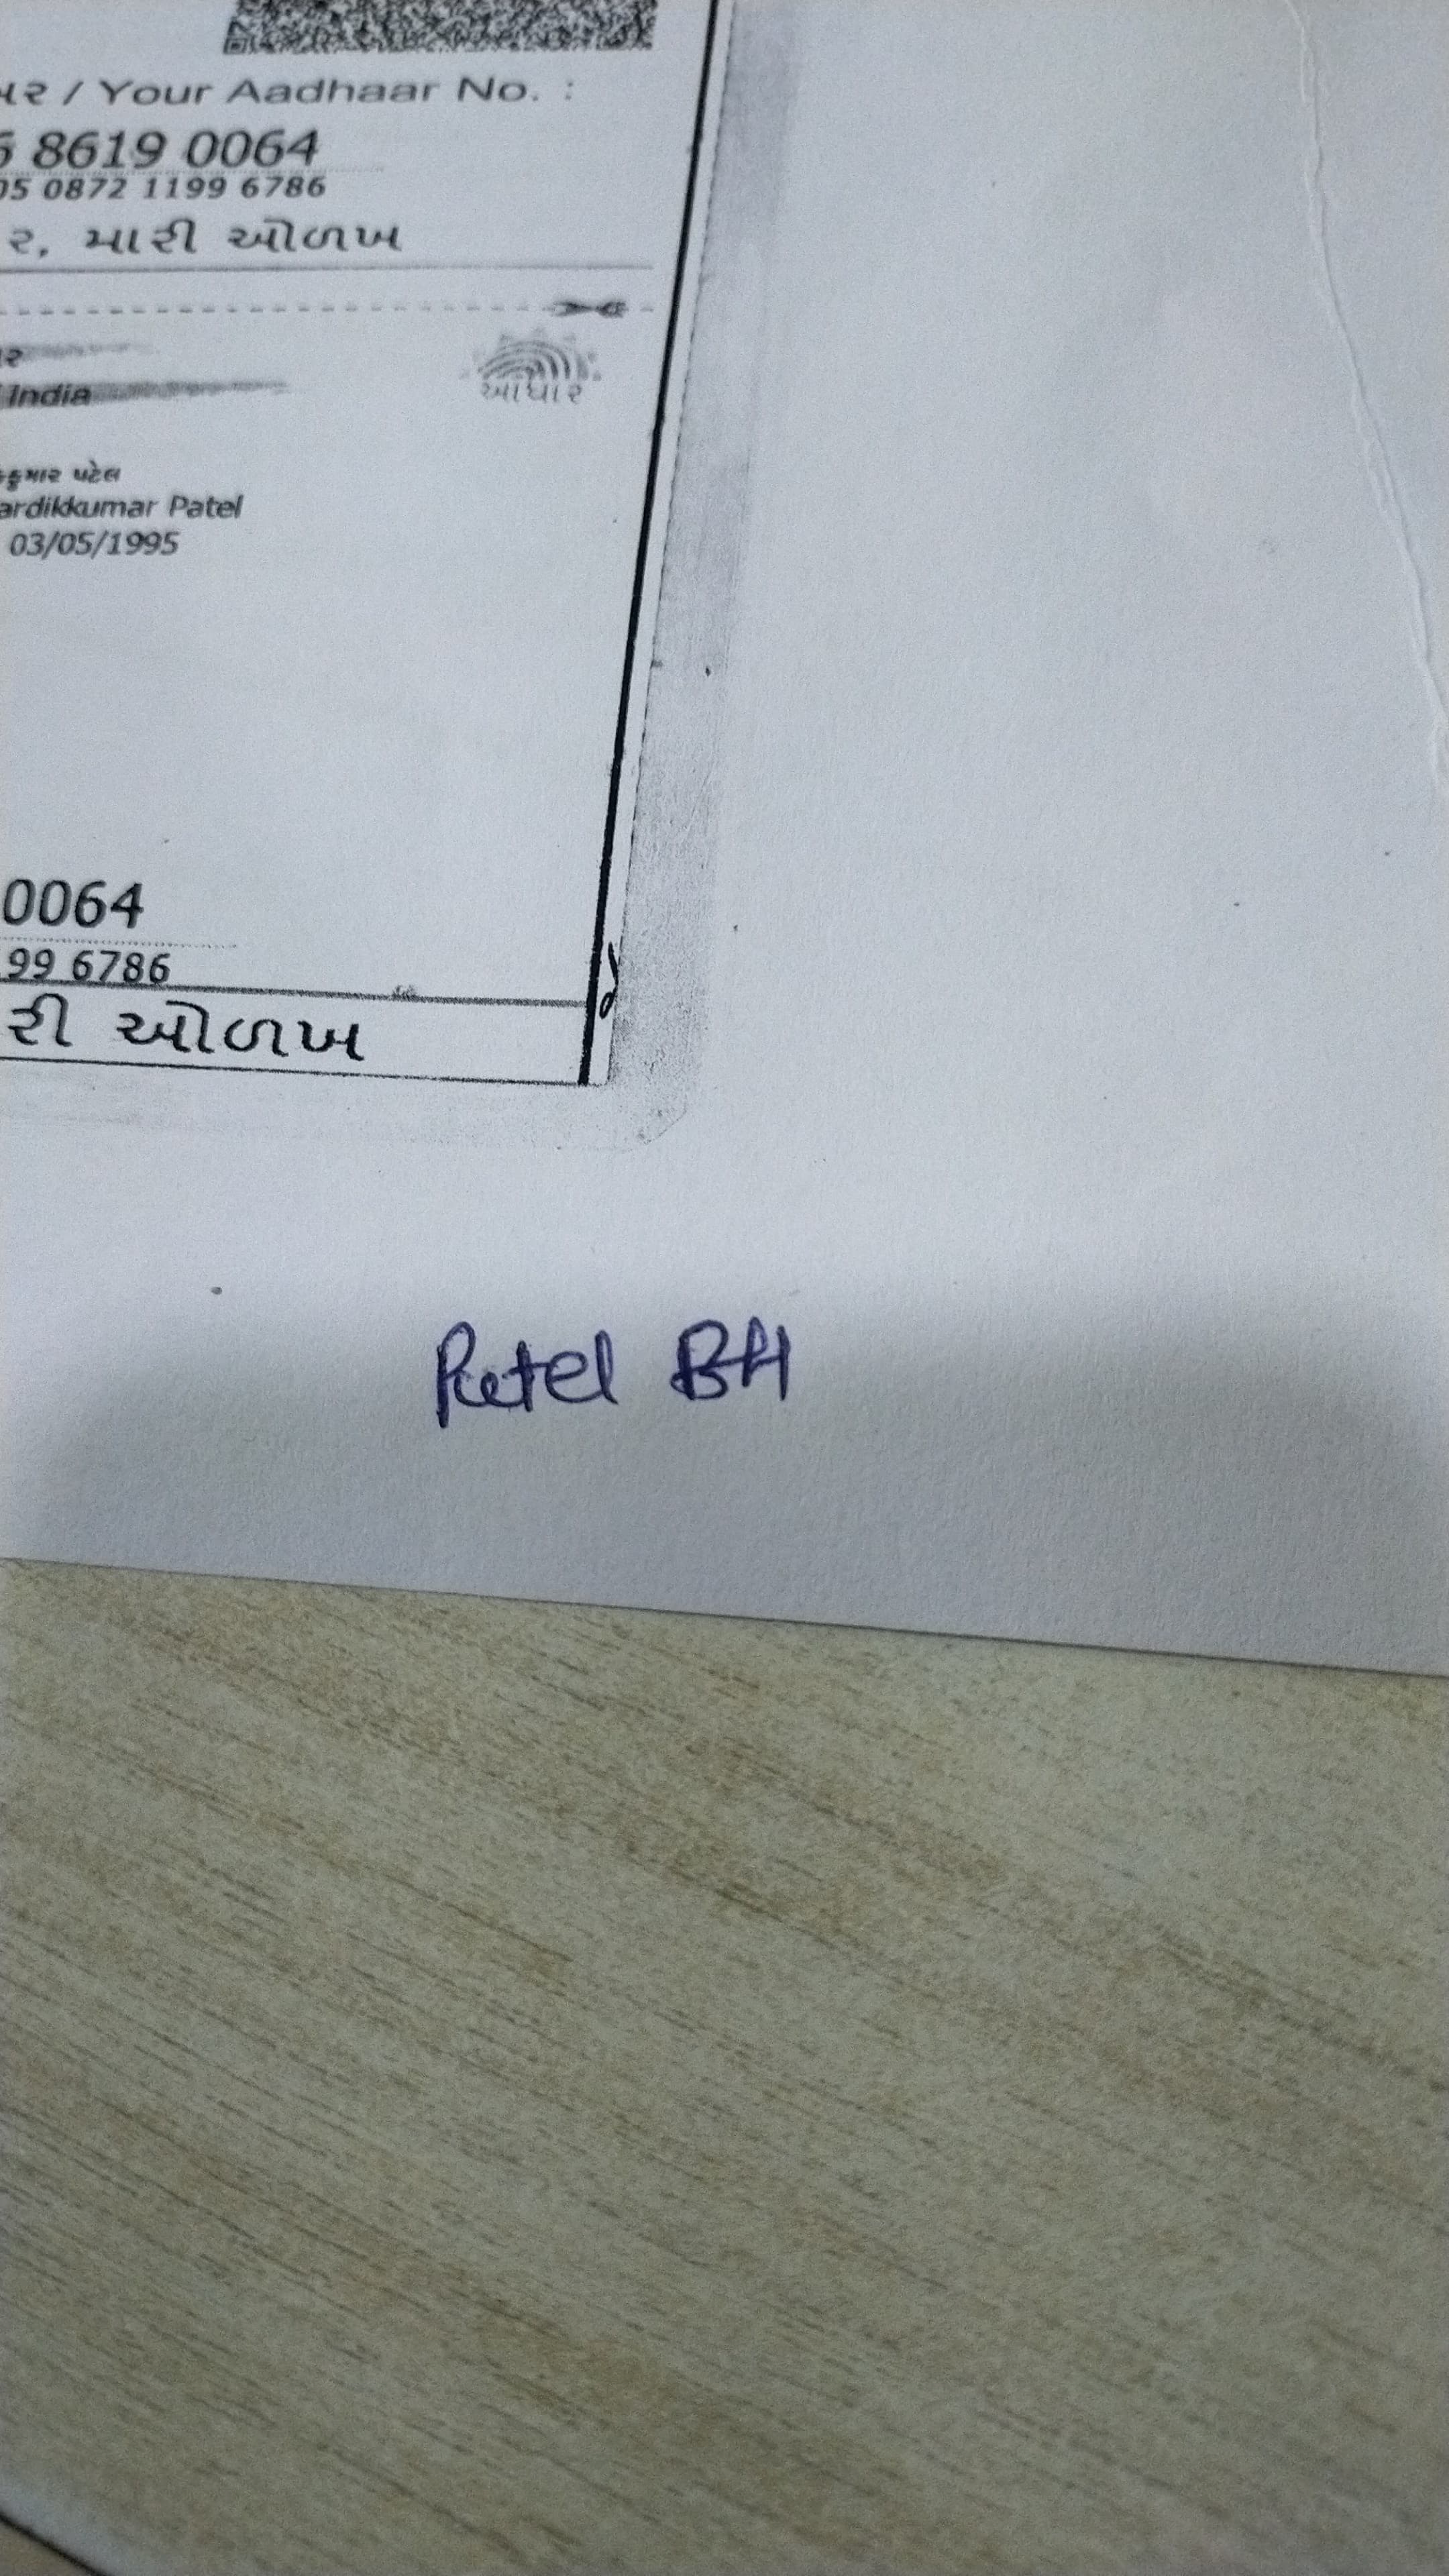 / Your Aadhaar No. :
8619 0064
05 0872 1199 6786
ર, મારી ઓળખ
India
આધાર
કુમાર પટેલ
ardikkumar Patel
03/05/1995
0064
99 6786
રી ઓળખ
Patel BH